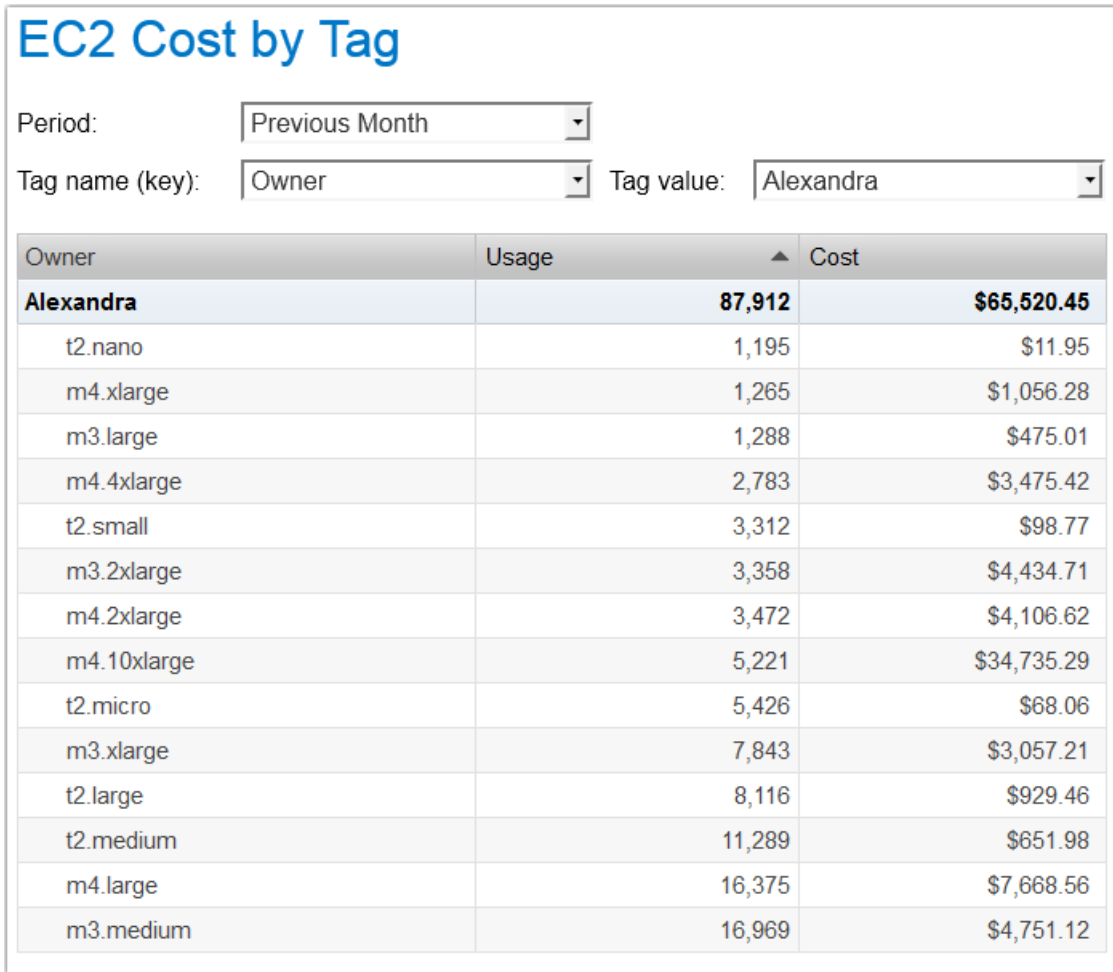 EC2 Cost by Tag
Period: Previous Month
Tag name (key): Owner Tag value: Alexandra
Owner Usage Cost
Alexandra 87,912 $65,520.45
t2.nano 1,195 $11.95
m4.xlarge 1,265 $1,056.28
m3.large 1,288 $475.01
m4.4xlarge 2,783 $3,475.42
t2.small 3,312 $98.77
m3.2xlarge 3,358 $4,434.71
m4.2xlarge 3,472 $4,106.62
m4.10xlarge 5,221 $34,735.29
t2.micro 5,426 $68.06
m3.xlarge 7,843 $3,057.21
t2.large 8,116 $929.46
t2.medium 11,289 $651.98
m4.large 16,375 $7,668.56
m3.medium 16,969 $4,751.12